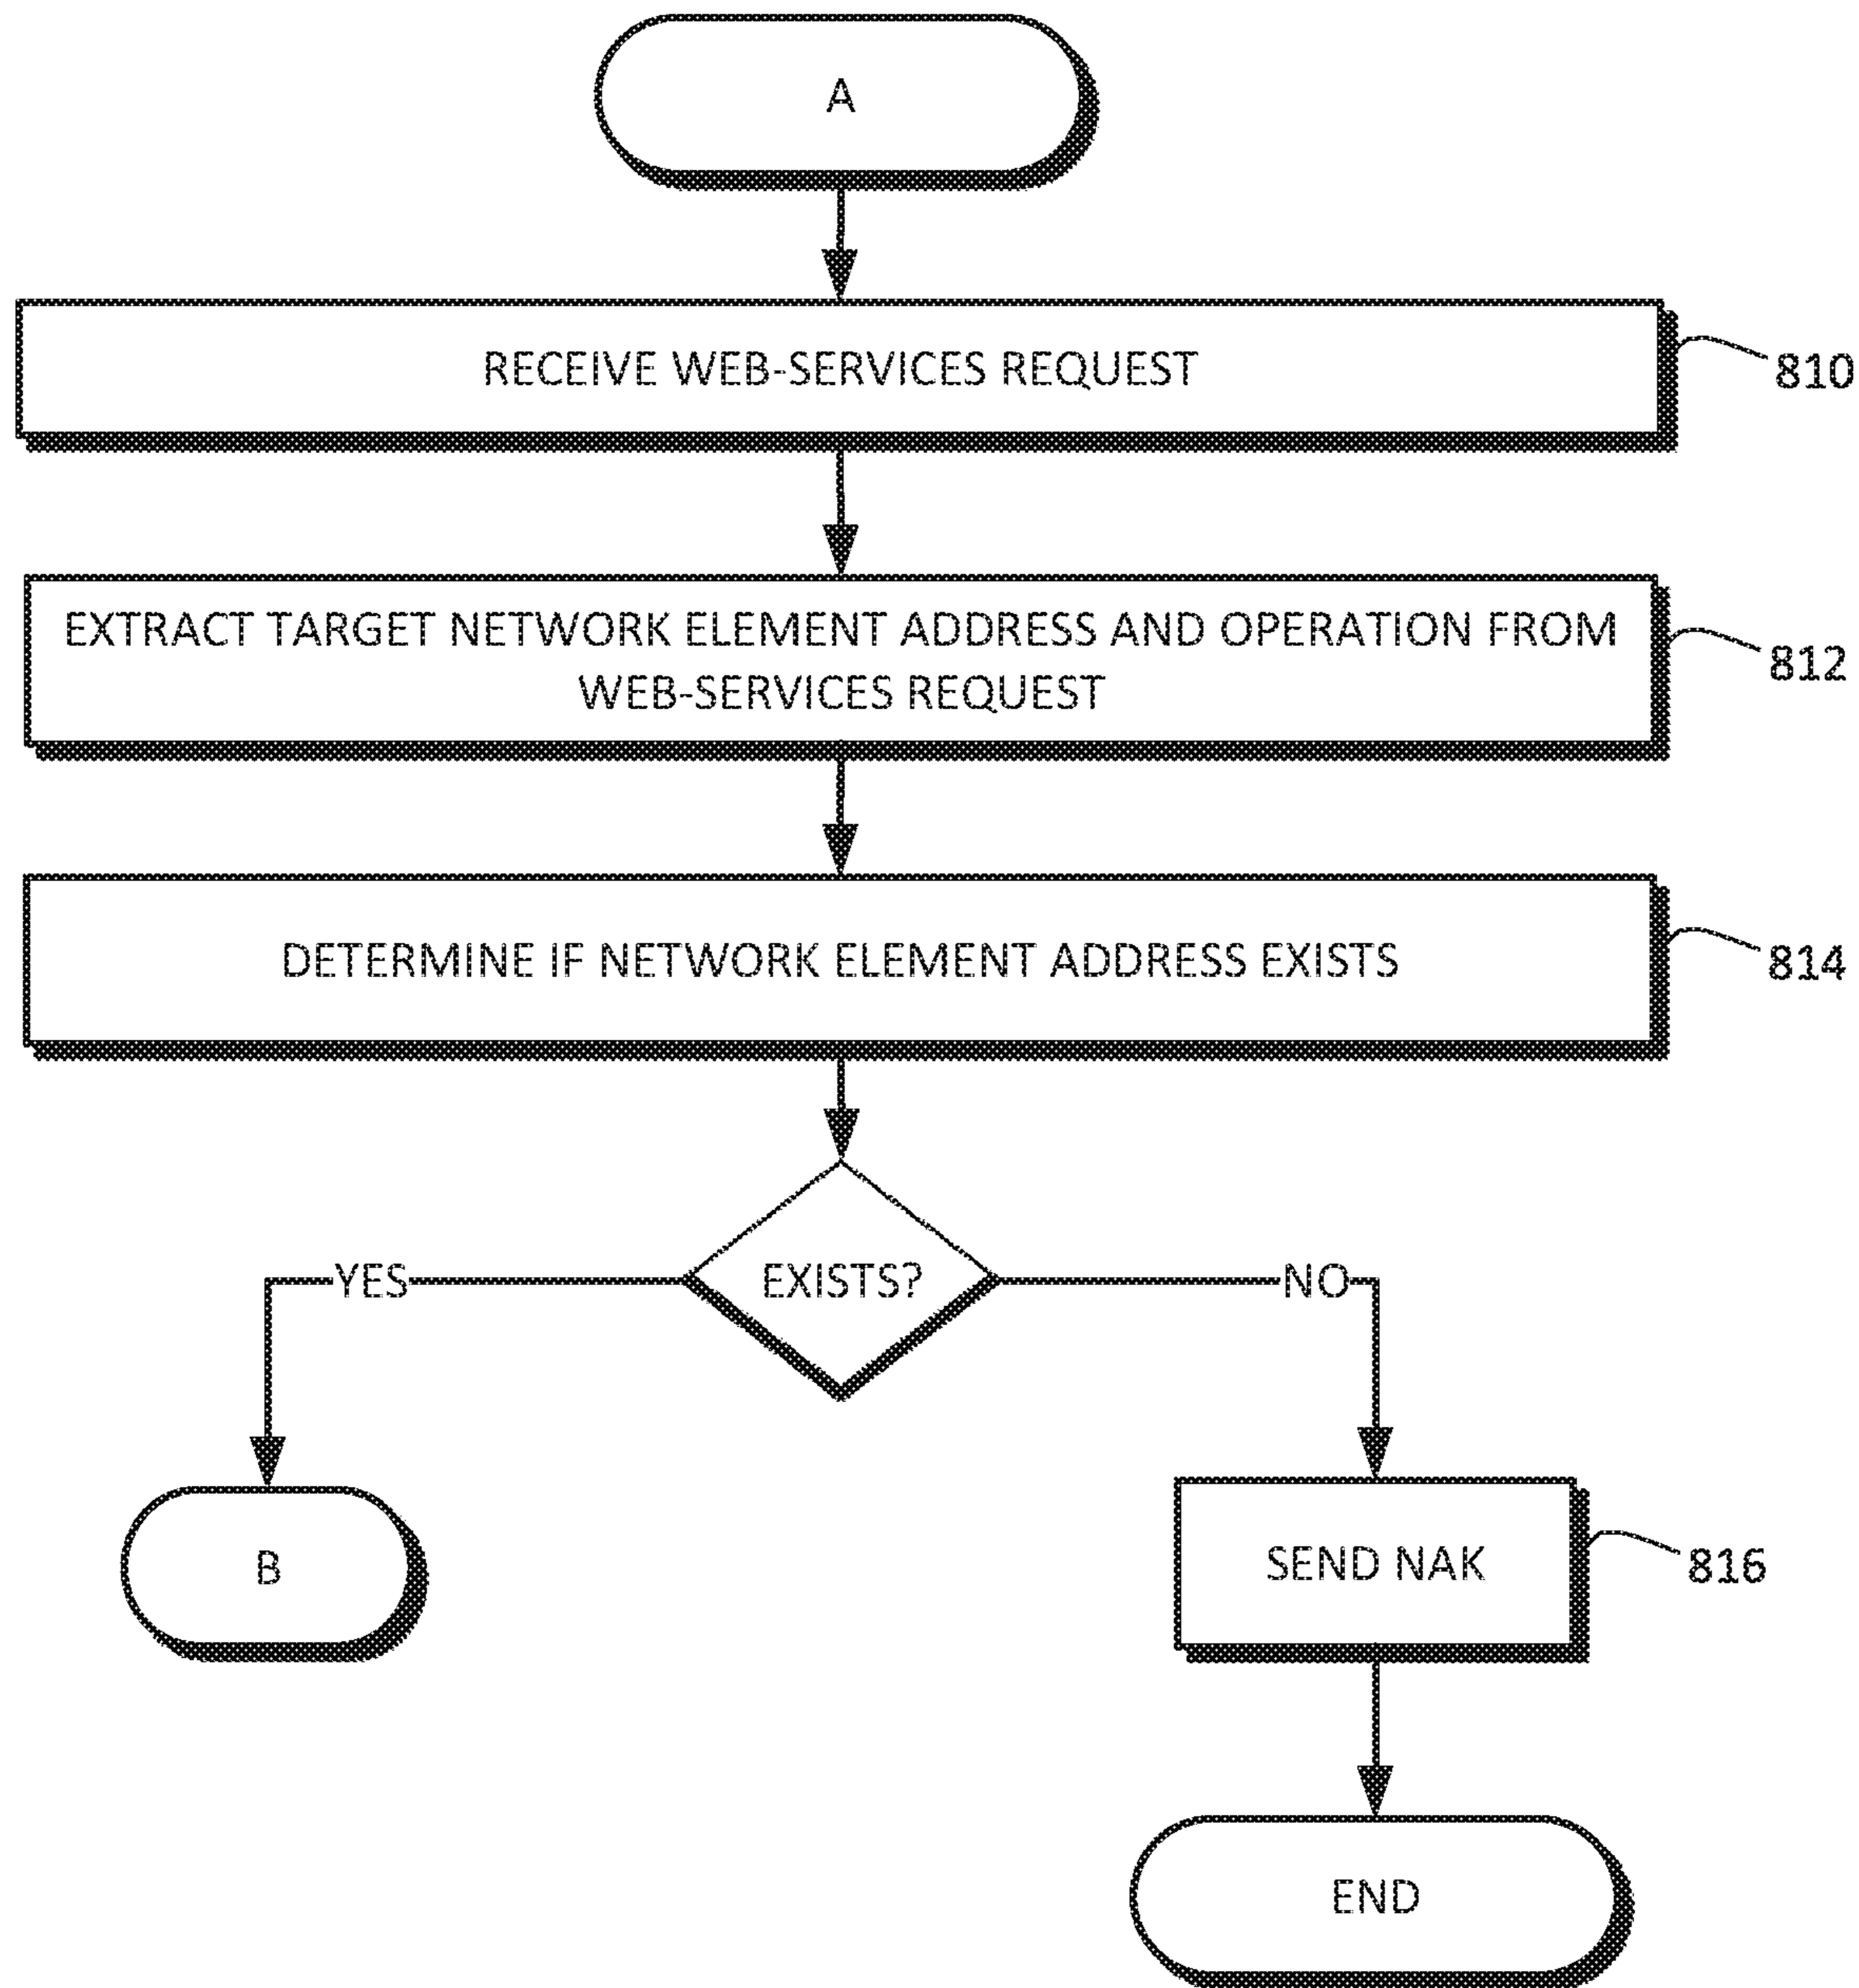 A
RECEIVE WEB-SERVICES REQUEST
810
EXTRACT TARGET NETWORK ELEMENT ADDRESS AND OPERATION FROM
WEB-SERVICES REQUEST
812
DETERMINE IF NETWORK ELEMENT ADDRESS EXISTS
814
YES
EXISTS?
NO
B
SEND NAK
816
END